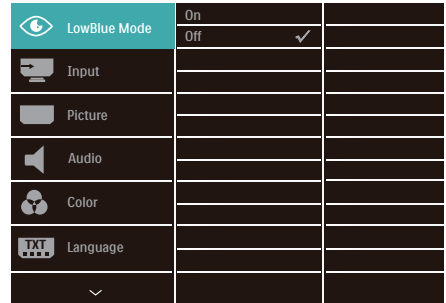 LowBlue Mode
On
Off
Input
Picture
Audio
Color
TXT
Language